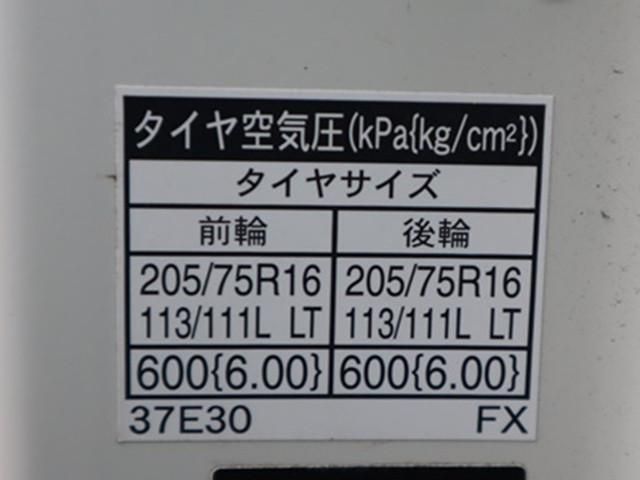 タイヤ空気圧(kPa{kg/cm²})
タイヤサイズ
前輪 後輪
205/75R16 205/75R16
113/111L LT 113/111L LT
600{6.00} 600{6.00}
37E30 FX